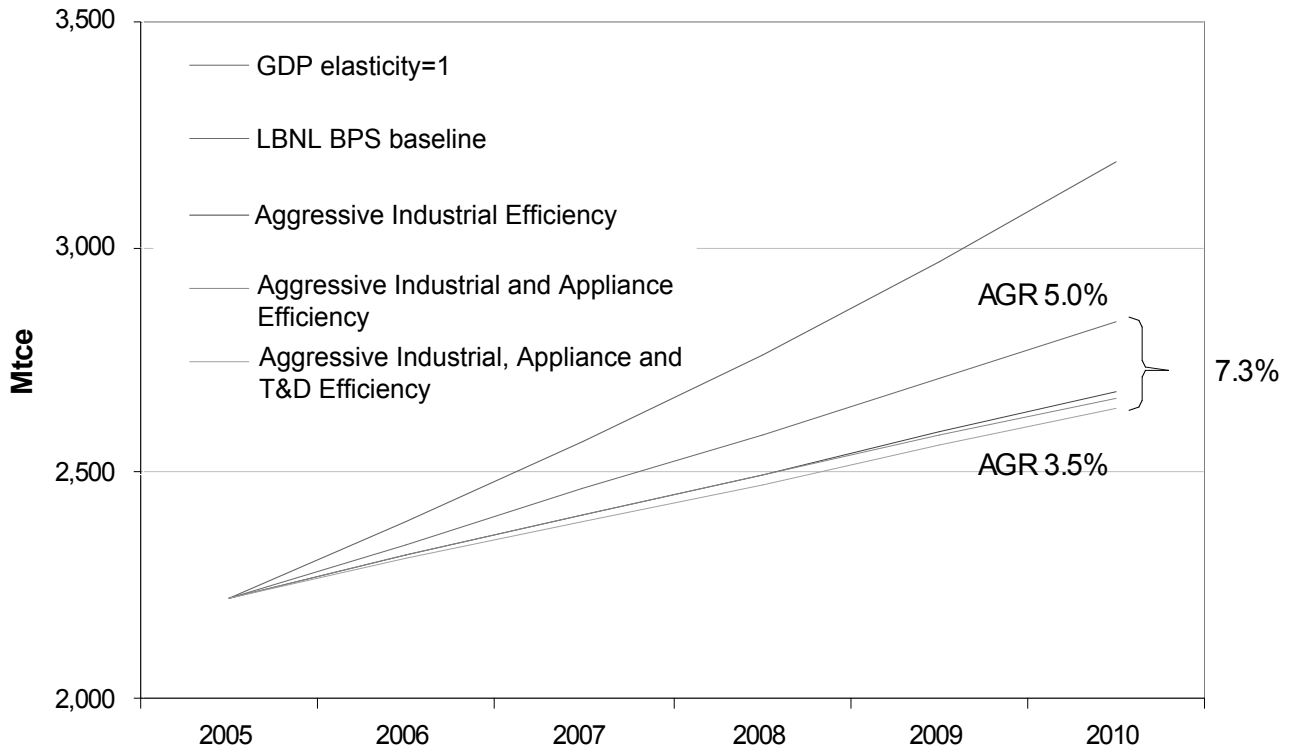 3,500
GDP elasticity=1
LBNL BPS baseline
Aggressive Industrial Efficiency
3,000
Aggressive Industrial and Appliance
Efficiency
AGR 5.0%
Aggressive Industrial, Appliance and
T&D Efficiency
Mtce
7.3%
2,500
AGR 3.5%
2,000
2005 2006 2007 2008 2009 2010